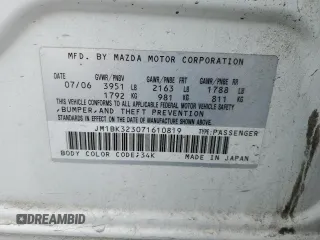 MFD. BY MAZDA MOTOR CORPORATION
GVWR/PNBV GAWR/PNBE FRT GAWR/PNBE RR
07/06 3951 LB 2163 LB 1788 LB
1792 KG 981 KG 811 KG
THIS VEHICLE CONFORMS TO ALL APPLICABLE FEDERAL MOTOR VEHICLE SAFETY,
BUMPER, AND THEFT PREVENTION STANDARDS IN EFFECT ON THE DATE OF
MANUFACTURE SHOWN ABOVE.
JM1BK323071610819 TYPE:PASSENGER
BODY COLOR CODE:34K MADE IN JAPAN
DREAMBID.COM